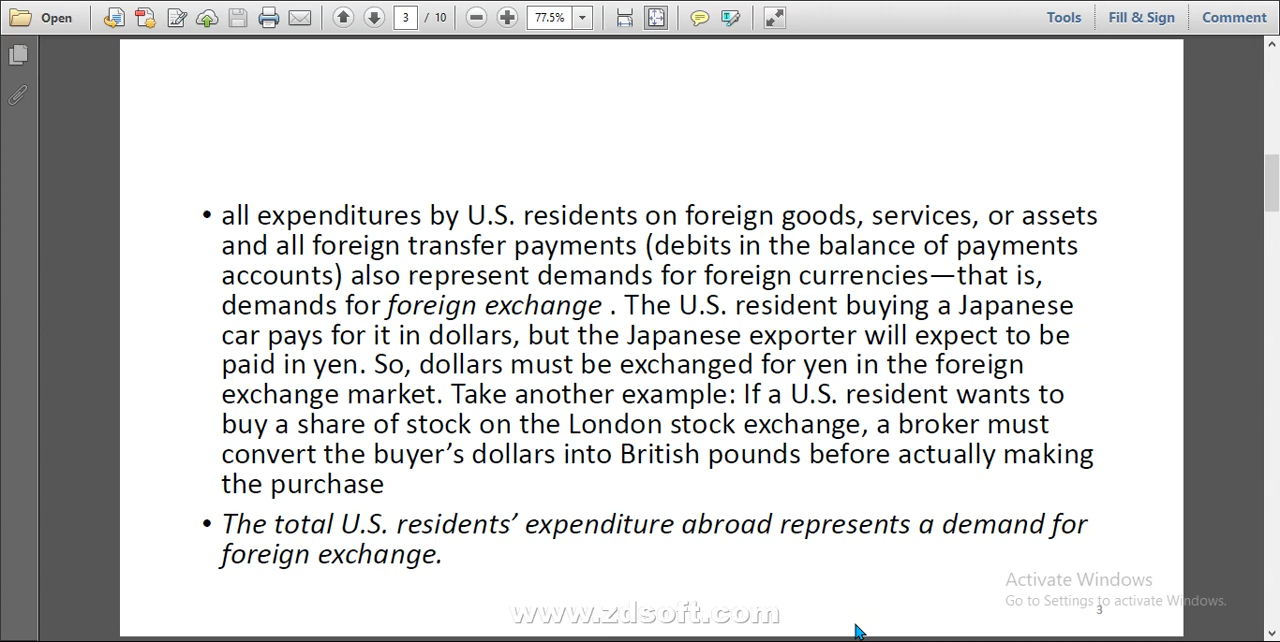 Open 3 / 10 77.5% Tools Fill & Sign Comment
• all expenditures by U.S. residents on foreign goods, services, or assets
and all foreign transfer payments (debits in the balance of payments
accounts) also represent demands for foreign currencies—that is,
demands for foreign exchange . The U.S. resident buying a Japanese
car pays for it in dollars, but the Japanese exporter will expect to be
paid in yen. So, dollars must be exchanged for yen in the foreign
exchange market. Take another example: If a U.S. resident wants to
buy a share of stock on the London stock exchange, a broker must
convert the buyer’s dollars into British pounds before actually making
the purchase
• The total U.S. residents’ expenditure abroad represents a demand for
foreign exchange.
Activate Windows
Go to Settings to activate Windows.
3
www.zdsoft.com